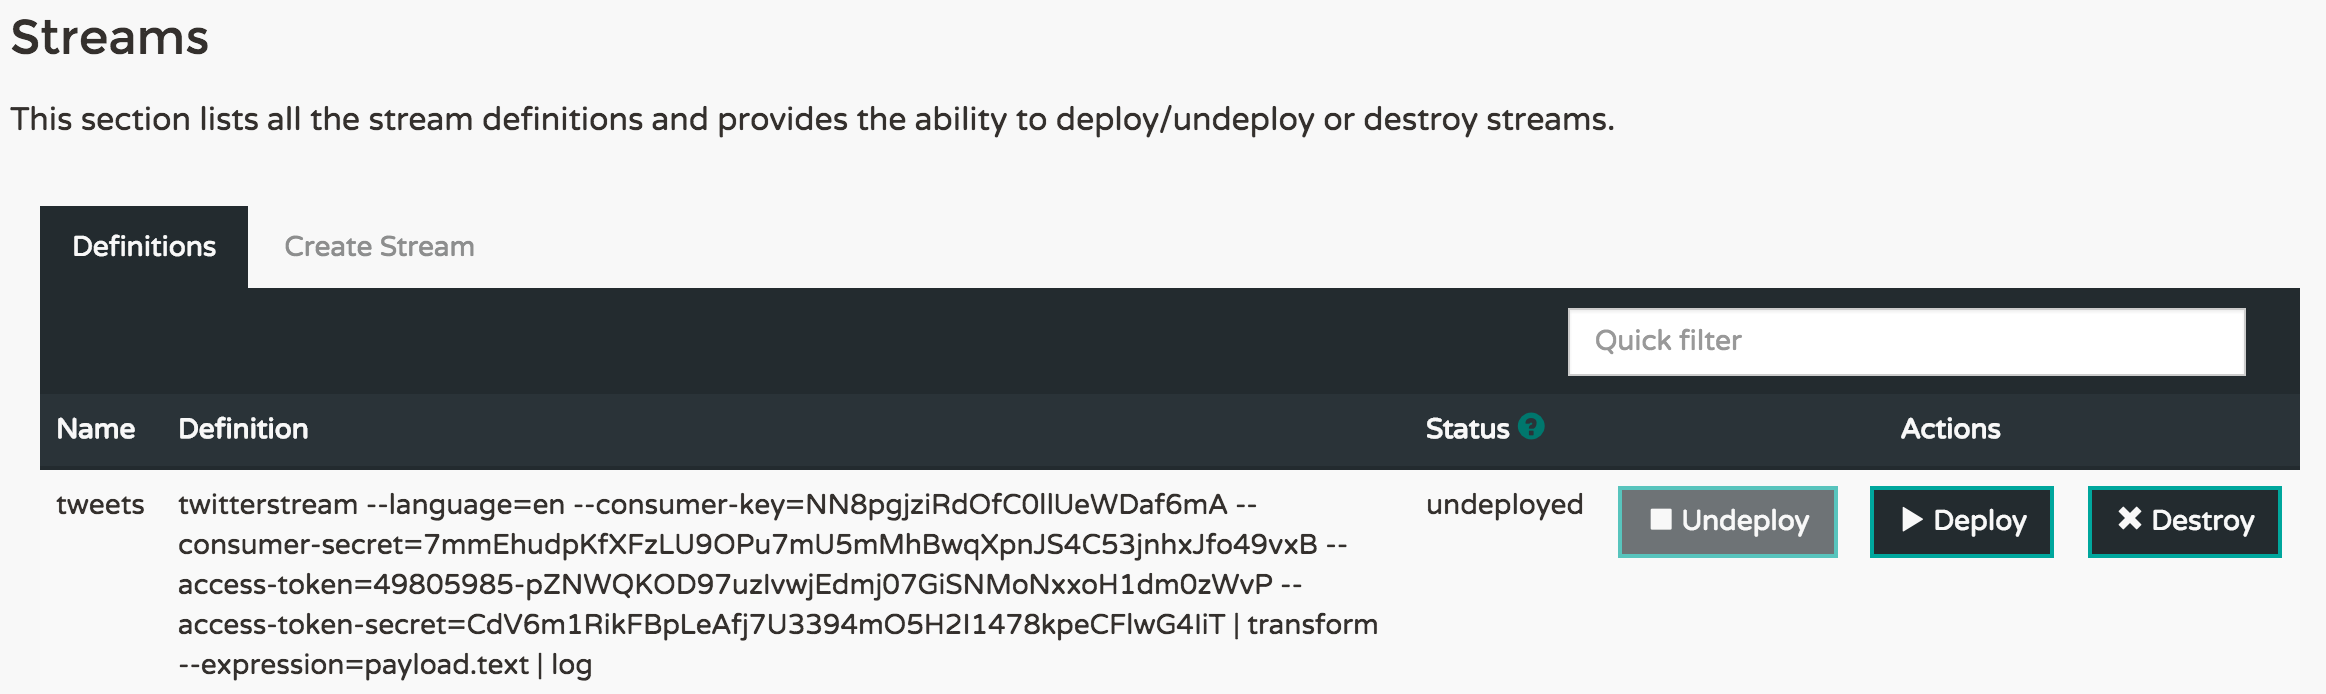 Streams
This section lists all the stream definitions and provides the ability to deploy/undeploy or destroy streams.
Definitions Create Stream
Quick filter
Name Definition Status ? Actions
tweets twitterstream --language=en --consumer-key=NN8pgjziRdOfC0llUeWDaf6mA -- undeployed Undeploy Deploy Destroy
consumer-secret=7mmEhudpKfXFzLU9OPu7mU5mMhBwqXpnJS4C53jnhxJfo49vxB --
access-token=49805985-pZNWQKOD97uzIvwjEdmj07GiSNMoNxxoH1dm0zWvP --
access-token-secret=CdV6m1RikFBpLeAfj7U3394mO5H2I1478kpeCFlwG4IiT | transform
--expression=payload.text | log